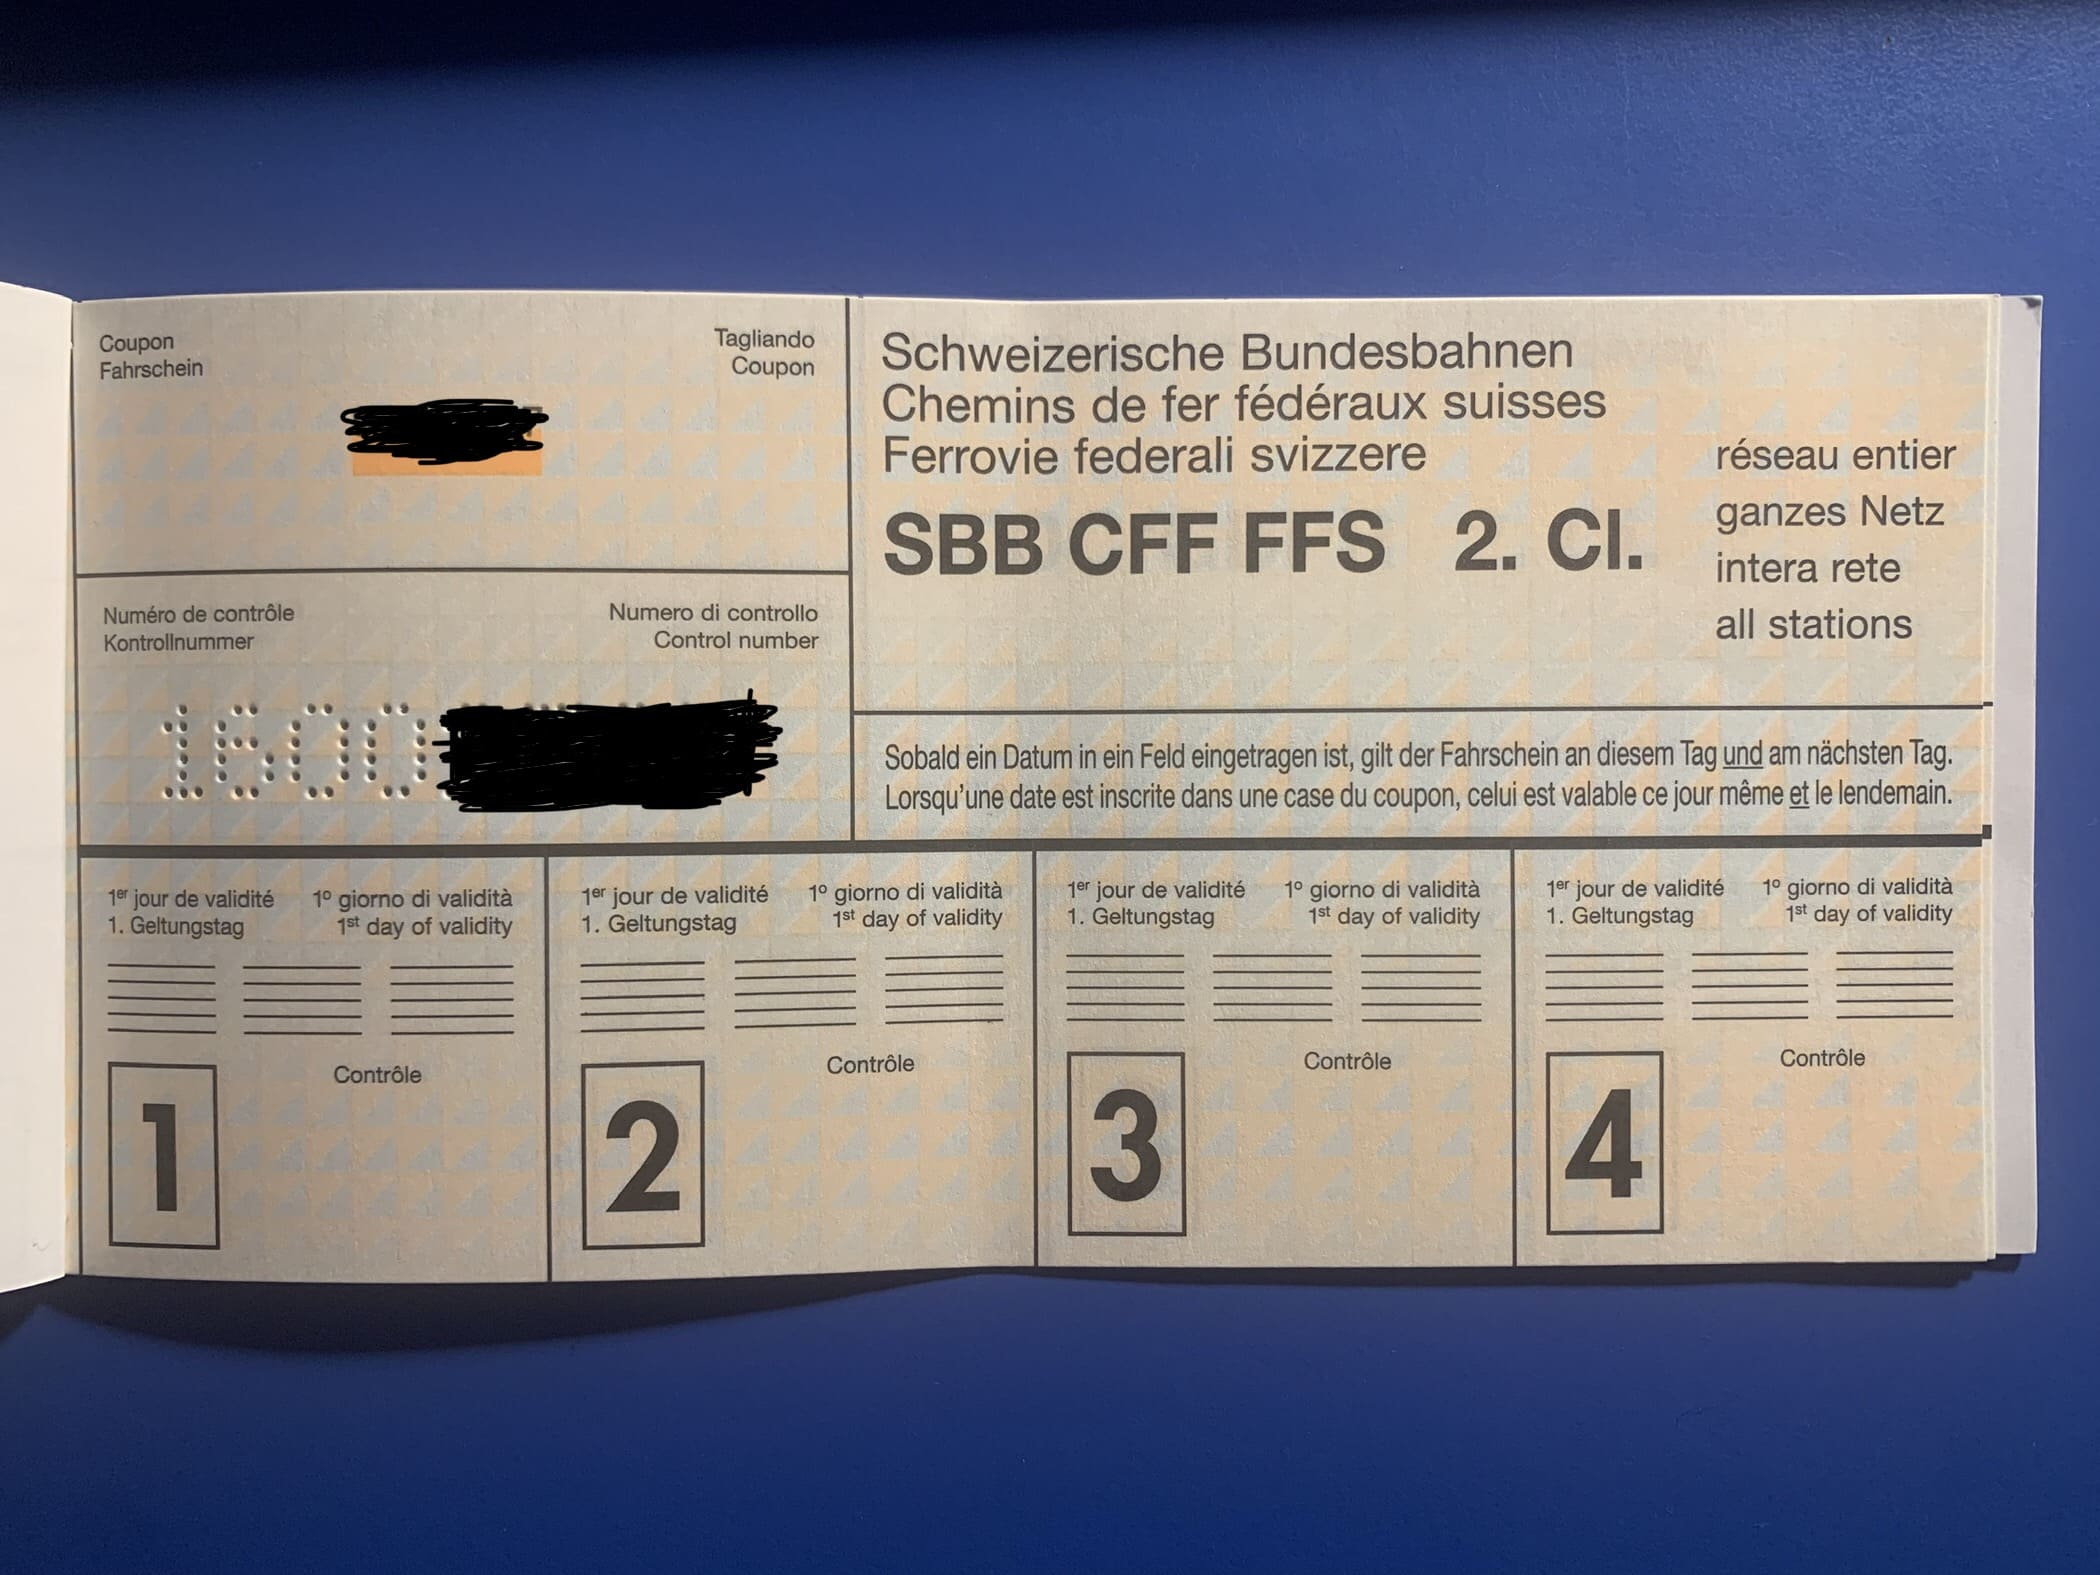 Coupon
Fahrschein
Tagliando
Coupon
Numéro de contrôle
Kontrollnummer
Numero di controllo
Control number
1600
Schweizerische Bundesbahnen
Chemins de fer fédéraux suisses
Ferrovie federali svizzere
SBB CFF FFS 2. Cl.
réseau entier
ganzes Netz
intera rete
all stations
Sobald ein Datum in ein Feld eingetragen ist, gilt der Fahrschein an diesem Tag und am nächsten Tag.
Lorsqu'une date est inscrite dans une case du coupon, celui est valable ce jour même et le lendemain.
1er jour de validité
1. Geltungstag
1º giorno di validità
1st day of validity
Contrôle
1
1er jour de validité
1. Geltungstag
1º giorno di validità
1st day of validity
Contrôle
2
1er jour de validité
1. Geltungstag
1º giorno di validità
1st day of validity
Contrôle
3
1er jour de validité
1. Geltungstag
1º giorno di validità
1st day of validity
Contrôle
4